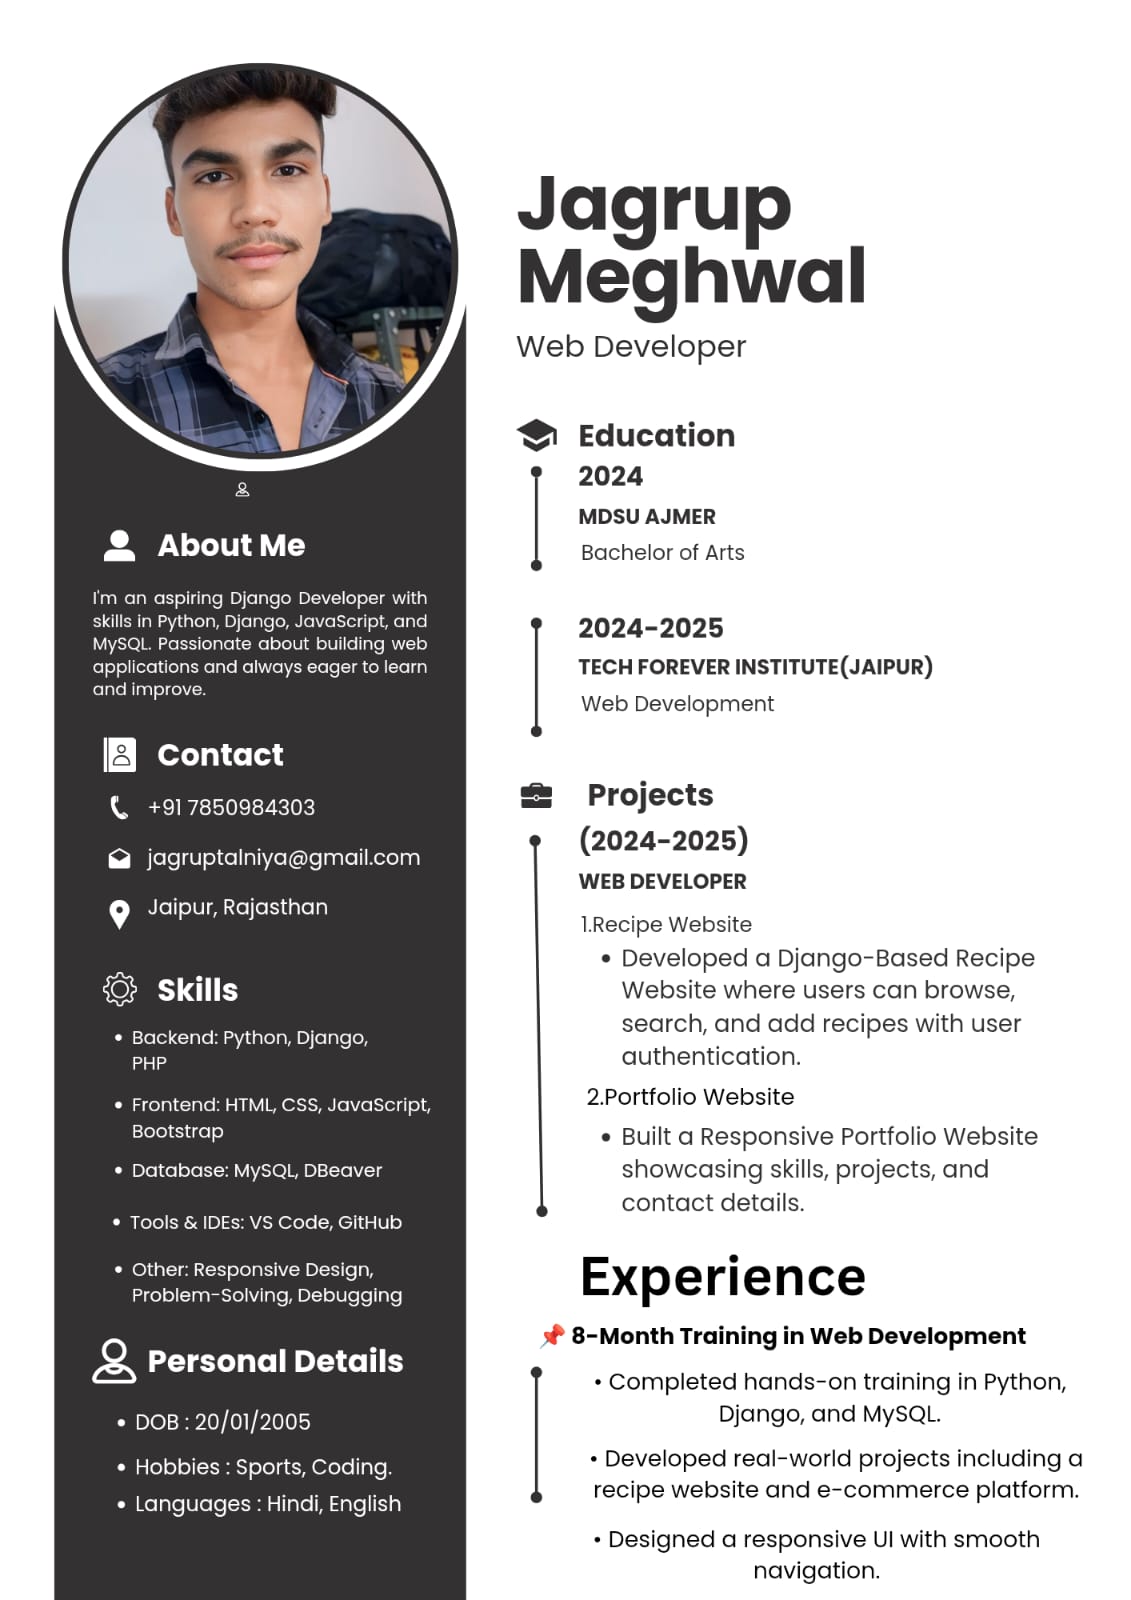 Jagrup
Meghwal
Web Developer
About Me
I'm an aspiring Django Developer with
skills in Python, Django, JavaScript, and
MySQL. Passionate about building web
applications and always eager to learn
and improve.
Contact
+91 7850984303
jagruptalniya@gmail.com
Jaipur, Rajasthan
Skills
• Backend: Python, Django,
PHP
• Frontend: HTML, CSS, JavaScript,
Bootstrap
• Database: MySQL, DBeaver
• Tools & IDEs: VS Code, GitHub
• Other: Responsive Design,
Problem-Solving, Debugging
Personal Details
• DOB : 20/01/2005
• Hobbies : Sports, Coding.
• Languages : Hindi, English
Education
2024
MDSU AJMER
Bachelor of Arts
2024-2025
TECH FOREVER INSTITUTE(JAIPUR)
Web Development
Projects
(2024-2025)
WEB DEVELOPER
1.Recipe Website
• Developed a Django-Based Recipe
Website where users can browse,
search, and add recipes with user
authentication.
2.Portfolio Website
• Built a Responsive Portfolio Website
showcasing skills, projects, and
contact details.
Experience
📌 8-Month Training in Web Development
• Completed hands-on training in Python,
Django, and MySQL.
• Developed real-world projects including a
recipe website and e-commerce platform.
• Designed a responsive UI with smooth
navigation.